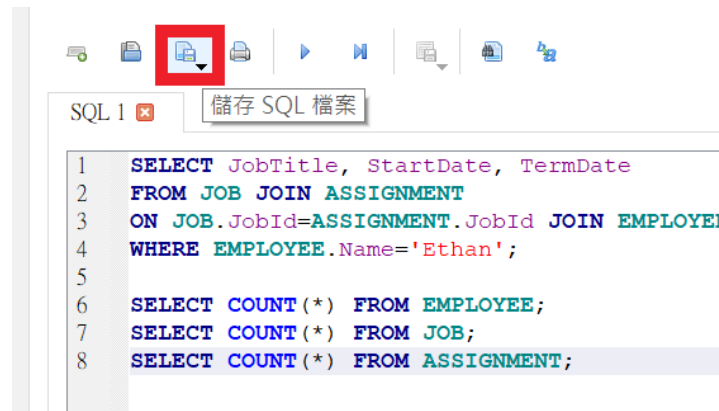 SQL 1
儲存 SQL 檔案
1 SELECT JobTitle, StartDate, TermDate
2 FROM JOB JOIN ASSIGNMENT
3 ON JOB.JobId=ASSIGNMENT.JobId JOIN EMPLOYEE
4 WHERE EMPLOYEE.Name='Ethan';
5
6 SELECT COUNT(*) FROM EMPLOYEE;
7 SELECT COUNT(*) FROM JOB;
8 SELECT COUNT(*) FROM ASSIGNMENT;